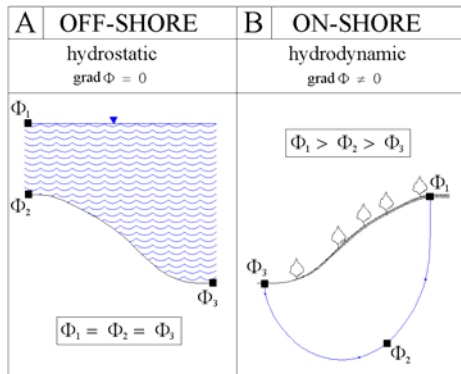 A OFF-SHORE
hydrostatic
grad Φ = 0
Φ₁
Φ₂
Φ₃
Φ₁ = Φ₂ = Φ₃
B ON-SHORE
hydrodynamic
grad Φ ≠ 0
Φ₁ > Φ₂ > Φ₃
Φ₁
Φ₃
Φ₂